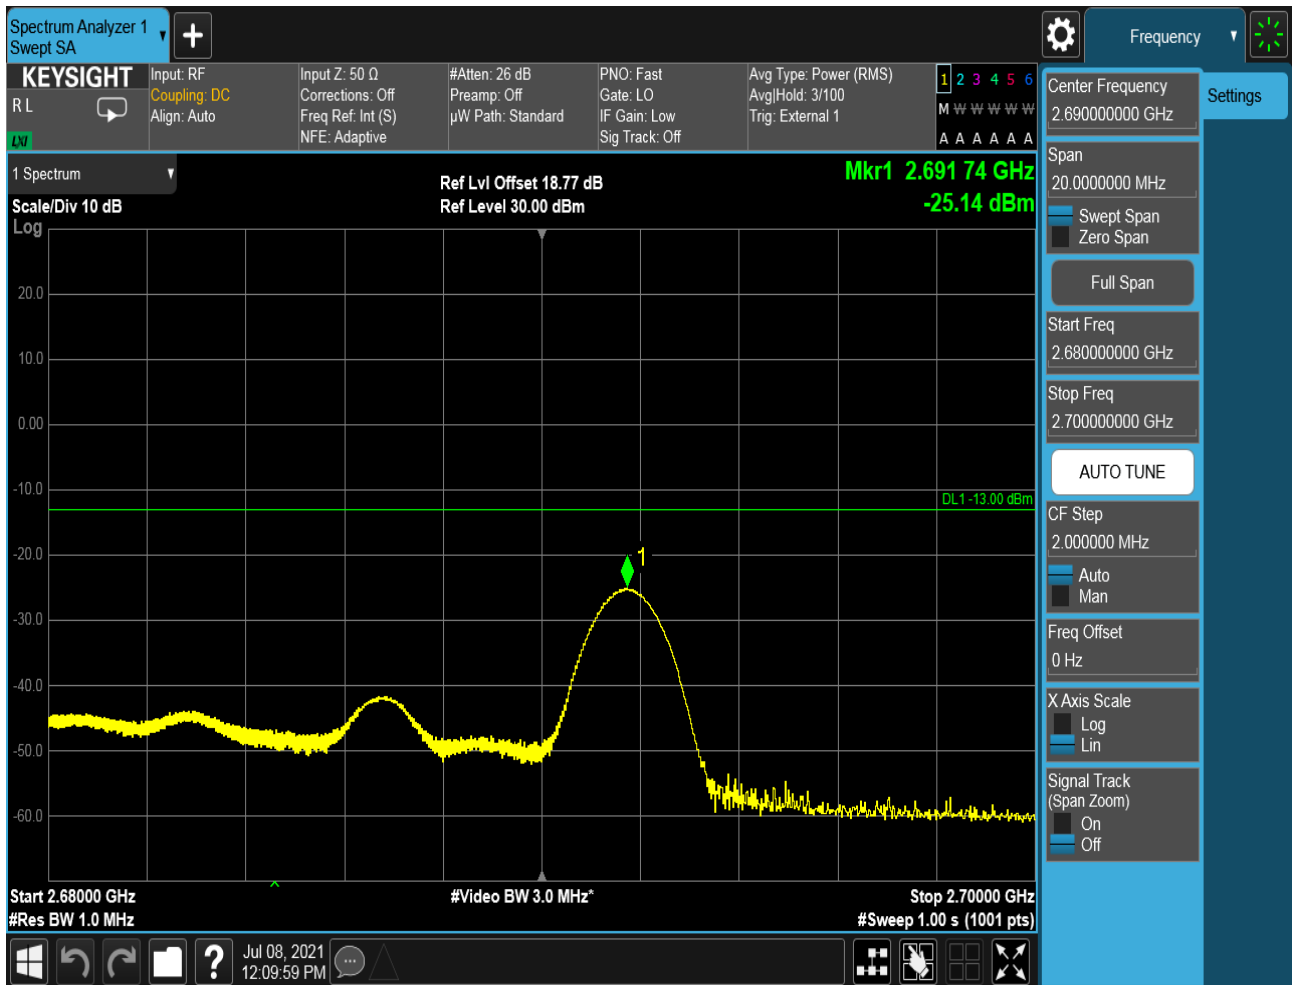 Spectrum Analyzer 1
Swept SA
Frequency
KEYSIGHT
R L
LXI
Input: RF
Coupling: DC
Align: Auto
Input Z: 50 Ω
Corrections: Off
Freq Ref: Int (S)
NFE: Adaptive
#Atten: 26 dB
Preamp: Off
µW Path: Standard
PNO: Fast
Gate: LO
IF Gain: Low
Sig Track: Off
Avg Type: Power (RMS)
Avg|Hold: 3/100
Trig: External 1
1 2 3 4 5 6
M W W W W W
A A A A A A
1 Spectrum
Scale/Div 10 dB
Log
Ref Lvl Offset 18.77 dB
Ref Level 30.00 dBm
Mkr1 2.691 74 GHz
-25.14 dBm
20.0
10.0
0.00
-10.0
-20.0
-30.0
-40.0
-50.0
-60.0
DL1 -13.00 dBm
1
Start 2.68000 GHz
#Res BW 1.0 MHz
#Video BW 3.0 MHz*
Stop 2.70000 GHz
#Sweep 1.00 s (1001 pts)
?
Jul 08, 2021
12:09:59 PM
Center Frequency
2.690000000 GHz
Settings
Span
20.0000000 MHz
Swept Span
Zero Span
Full Span
Start Freq
2.680000000 GHz
Stop Freq
2.700000000 GHz
AUTO TUNE
CF Step
2.000000 MHz
Auto
Man
Freq Offset
0 Hz
X Axis Scale
Log
Lin
Signal Track
(Span Zoom)
On
Off